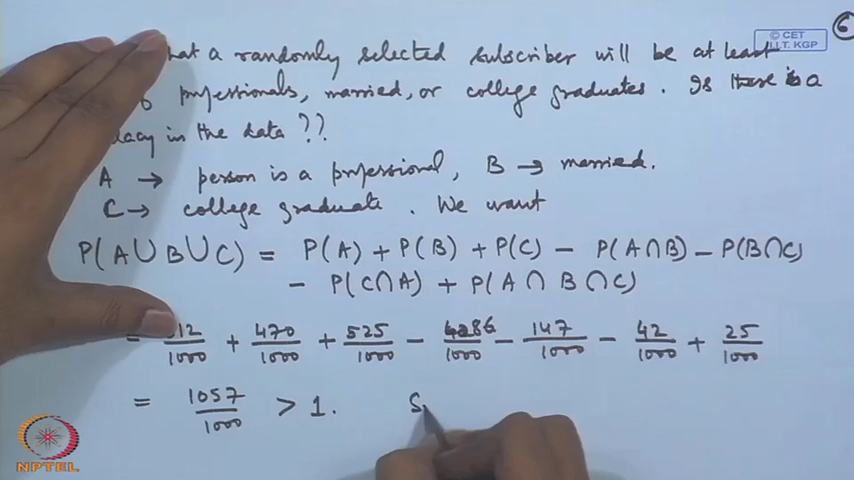 6
© CET
I.I.T. KGP
a randomly selected subscriber will be at least
professionals, married, or college graduates. Is there is a
in the data ??
A → person is a professional, B → married.
C → college graduate. We want
P(A∪B∪C) = P(A) + P(B) + P(C) − P(A∩B) − P(B∩C)
− P(C∩A) + P(A∩B∩C)
= 312/1000 + 470/1000 + 525/1000 − 86/1000 − 147/1000 − 42/1000 + 25/1000
= 1057/1000 > 1. S
NPTEL